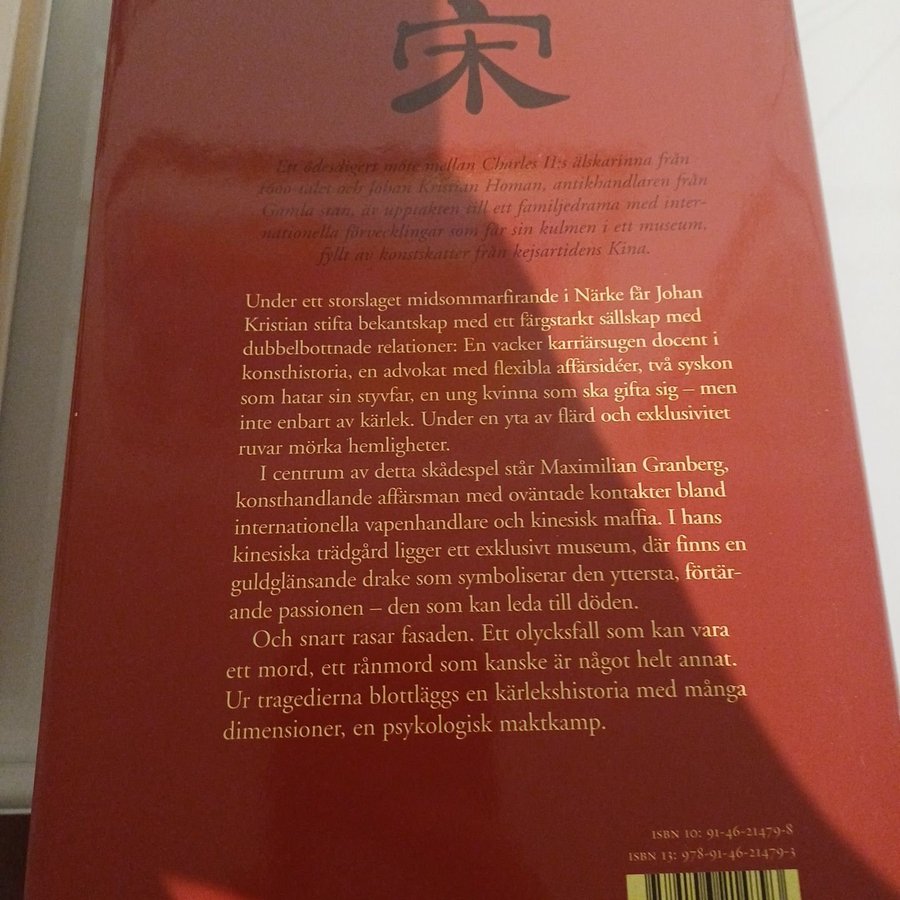 宋
Ett ödesdigert möte mellan Charles II:s älskarinna från
1600-talet och Johan Kristian Homan, antikhandlaren från
Gamla stan, är upptakten till ett familjedrama med inter-
nationella förvecklingar som får sin kulmen i ett museum,
fyllt av konstskatter från kejsartidens Kina.
Under ett storslaget midsommarfirande i Närke får Johan
Kristian stifta bekantskap med ett färgstarkt sällskap med
dubbelbottnade relationer: En vacker karriärsugen docent i
konsthistoria, en advokat med flexibla affärsidéer, två syskon
som hatar sin styvfar, en ung kvinna som ska gifta sig – men
inte enbart av kärlek. Under en yta av flärd och exklusivitet
ruvar mörka hemligheter.
I centrum av detta skådespel står Maximilian Granberg,
konsthandlande affärsman med oväntade kontakter bland
internationella vapenhandlare och kinesisk maffia. I hans
kinesiska trädgård ligger ett exklusivt museum, där finns en
guldglänsande drake som symboliserar den yttersta, förtär-
ande passionen – den som kan leda till döden.
Och snart rasar fasaden. Ett olycksfall som kan vara
ett mord, ett rånmord som kanske är något helt annat.
Ur tragedierna blottläggs en kärlekshistoria med många
dimensioner, en psykologisk maktkamp.
ISBN 10: 91-46-21479-8
ISBN 13: 978-91-46-21479-3